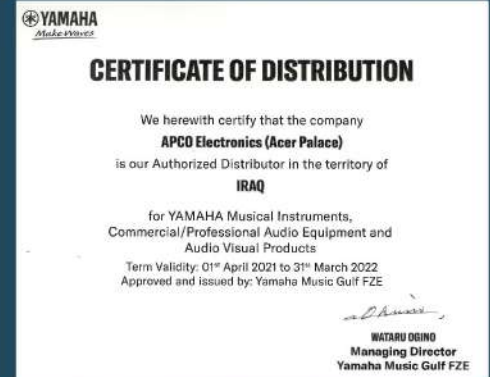 YAMAHA
Make Waves
CERTIFICATE OF DISTRIBUTION
We herewith certify that the company
APCO Electronics (Acer Palace)
is our Authorized Distributor in the territory of
IRAQ
for YAMAHA Musical Instruments,
Commercial/Professional Audio Equipment and
Audio Visual Products
Term Validity: 01st April 2021 to 31st March 2022
Approved and issued by: Yamaha Music Gulf FZE
WATARU OGINO
Managing Director
Yamaha Music Gulf FZE